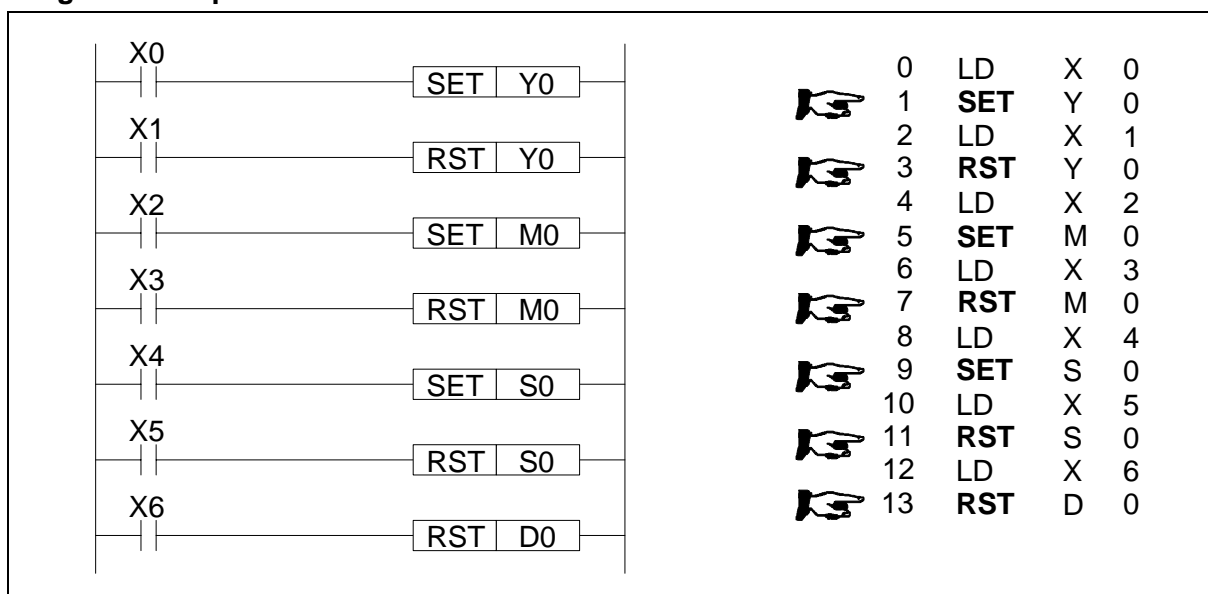 X0
SET Y0
X1
RST Y0
X2
SET M0
X3
RST M0
X4
SET S0
X5
RST S0
X6
RST D0
0 LD X 0
1 SET Y 0
2 LD X 1
3 RST Y 0
4 LD X 2
5 SET M 0
6 LD X 3
7 RST M 0
8 LD X 4
9 SET S 0
10 LD X 5
11 RST S 0
12 LD X 6
13 RST D 0